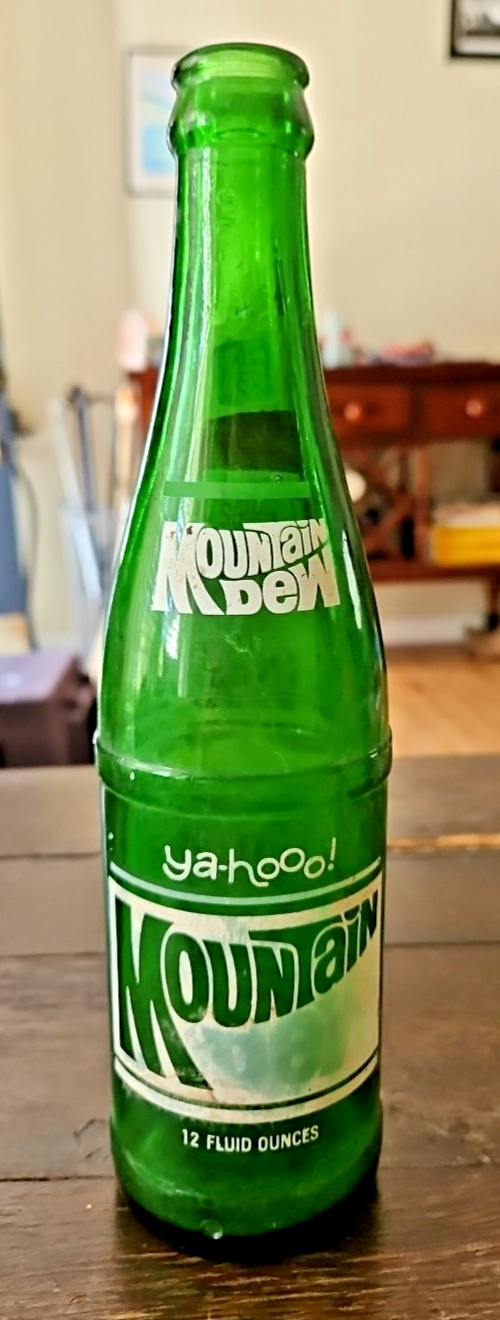 Mountain
Dew
ya-hooo!
Mountain
12 FLUID OUNCES